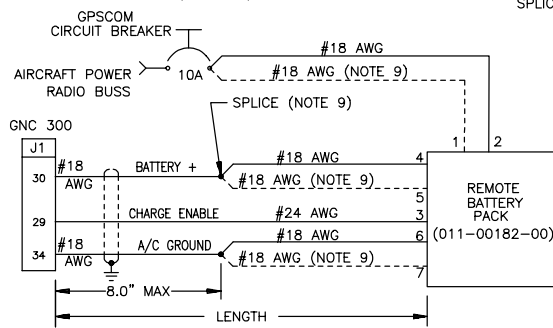 SPLIC
GPSCOM
CIRCUIT BREAKER
#18 AWG
#18 AWG (NOTE 9)
AIRCRAFT POWER
RADIO BUSS
10A
SPLICE (NOTE 9)
GNC 300
J1
1
2
#18
AWG
BATTERY +
#18 AWG
4
30
#18 AWG (NOTE 9)
5
REMOTE
BATTERY
PACK
(011-00182-00)
29
CHARGE ENABLE
#24 AWG
3
#18
AWG
A/C GROUND
#18 AWG
6
34
#18 AWG (NOTE 9)
7
8.0" MAX
LENGTH